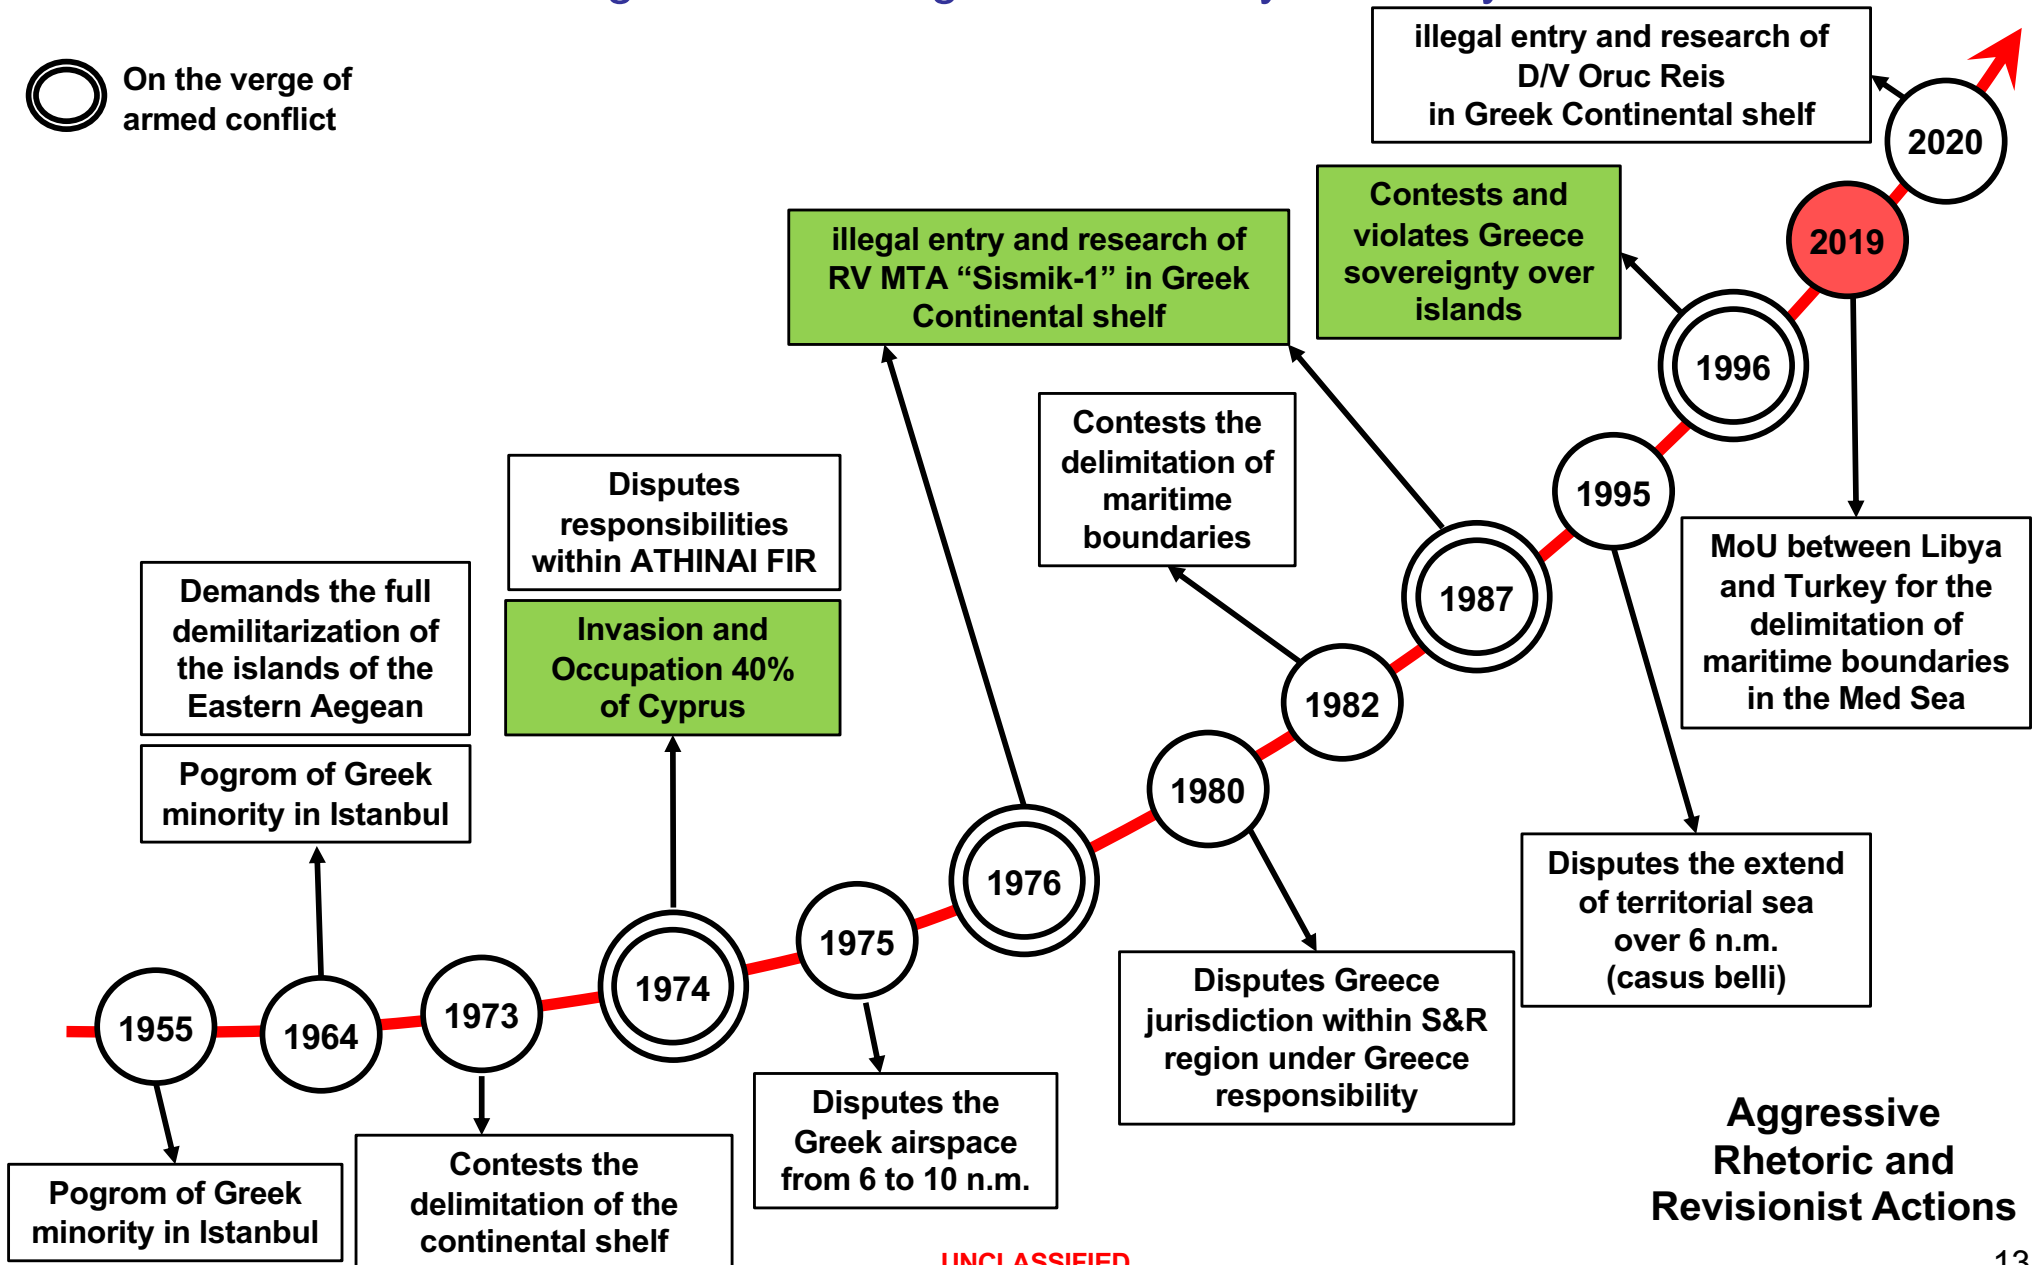 On the verge of
armed conflict
illegal entry and research of
D/V Oruc Reis
in Greek Continental shelf
2020
Contests and
violates Greece
sovereignty over
islands
2019
illegal entry and research of
RV MTA “Sismik-1” in Greek
Continental shelf
1996
Contests the
delimitation of
maritime
boundaries
1995
Disputes
responsibilities
within ATHINAI FIR
MoU between Libya
and Turkey for the
delimitation of
maritime boundaries
in the Med Sea
Demands the full
demilitarization of
the islands of the
Eastern Aegean
Invasion and
Occupation 40%
of Cyprus
1987
1982
Pogrom of Greek
minority in Istanbul
1980
1976
Disputes the extend
of territorial sea
over 6 n.m.
(casus belli)
1975
1974
1973
1964
1955
Disputes Greece
jurisdiction within S&R
region under Greece
responsibility
Disputes the
Greek airspace
from 6 to 10 n.m.
Contests the
delimitation of the
continental shelf
Pogrom of Greek
minority in Istanbul
Aggressive
Rhetoric and
Revisionist Actions
UNCLASSIFIED
13